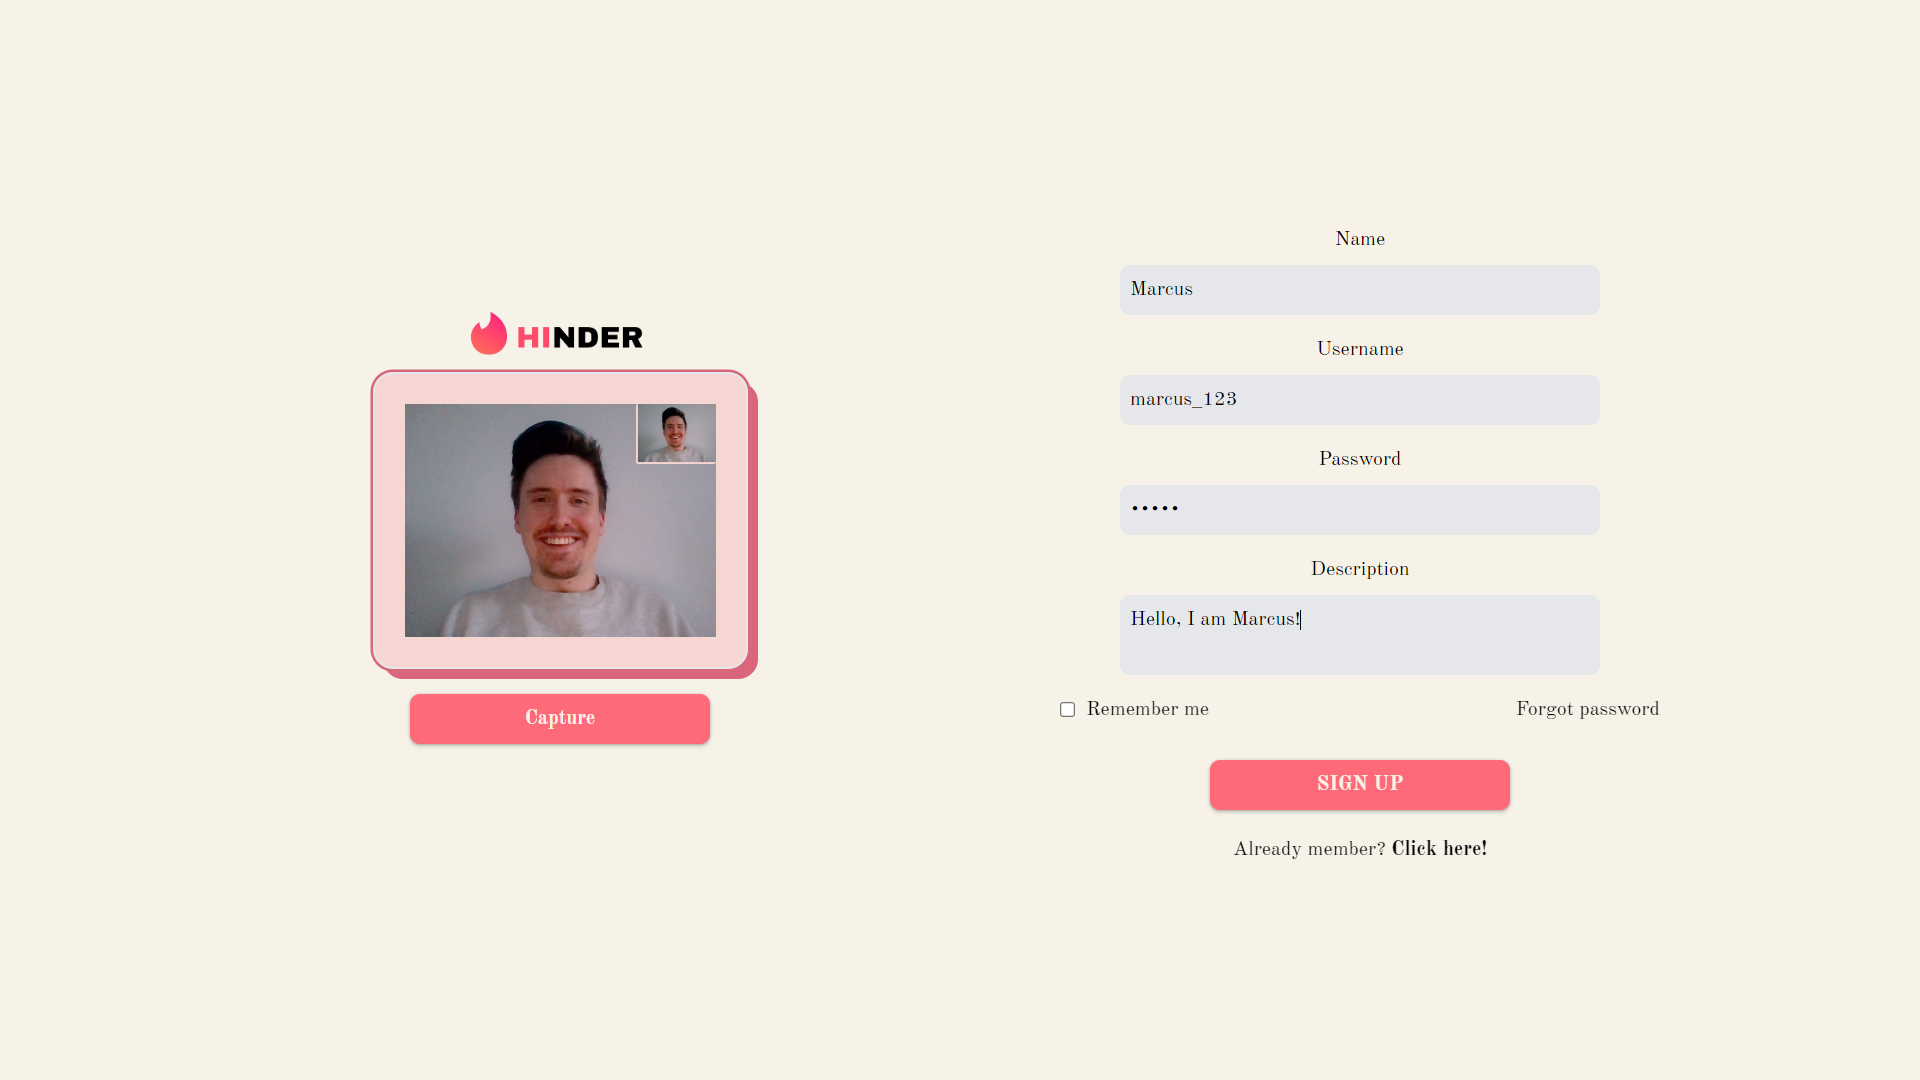 HINDER
Capture
Name
Marcus
Username
marcus_123
Password
•••••
Description
Hello, I am Marcus!
Remember me
Forgot password
SIGN UP
Already member? Click here!